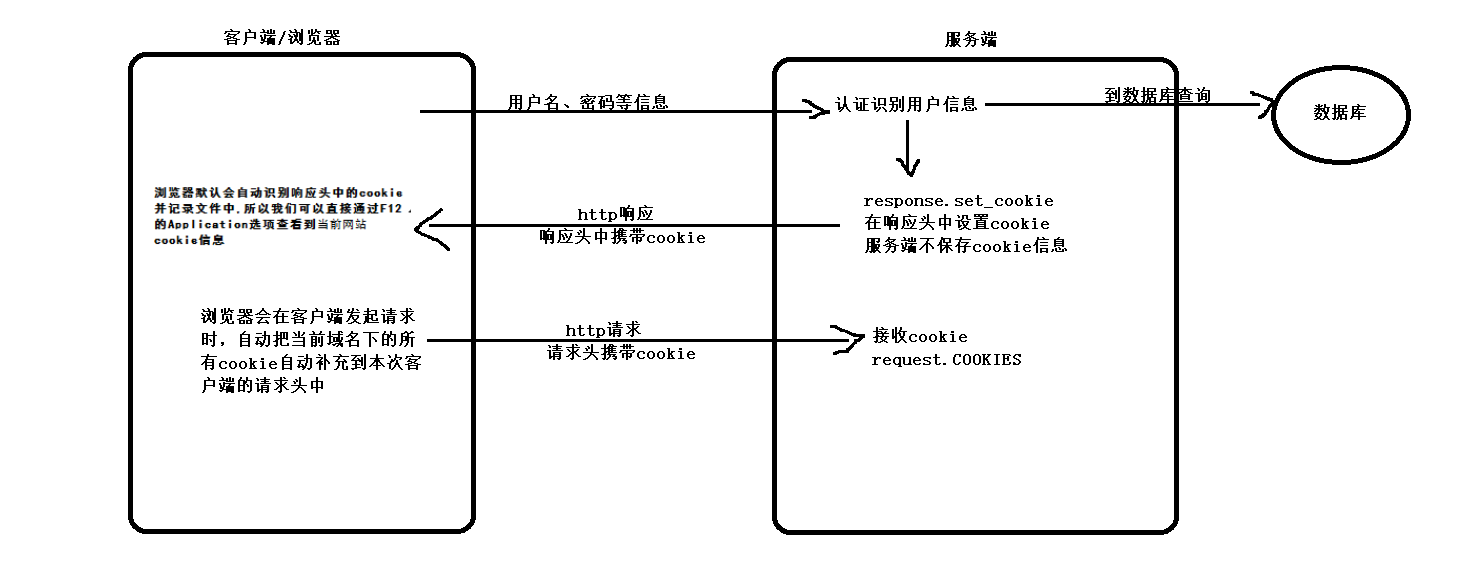 客户端/浏览器
服务端
用户名、密码等信息
认证识别用户信息
到数据库查询
数据库
浏览器默认会自动识别响应头中的cookie
并记录文件中,所以我们可以直接通过F12，
的Application选项查看到当前网站
cookie信息
http响应
响应头中携带cookie
response.set_cookie
在响应头中设置cookie
服务端不保存cookie信息
浏览器会在客户端发起请求
时，自动把当前域名下的所
有cookie自动补充到本次客
户端的请求头中
http请求
请求头携带cookie
接收cookie
request.COOKIES